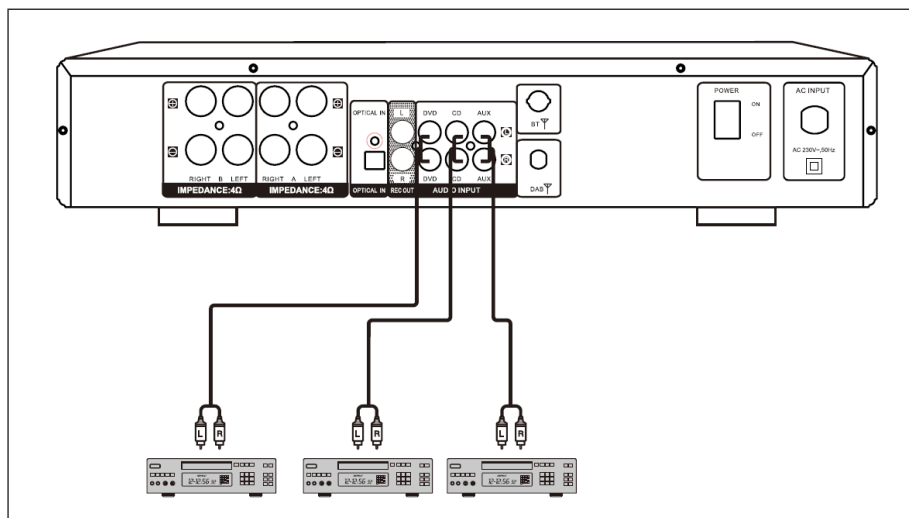 POWER
ON
OFF
AC INPUT
AC 230V~,50Hz
OPTICAL IN
L
R
DVD CD AUX
L
R
DVD CD AUX
BT
DAB
RIGHT B LEFT
RIGHT A LEFT
IMPEDANCE:4Ω
IMPEDANCE:4Ω
OPTICAL IN
REC OUT
AUDIO INPUT
L R
L R
L R